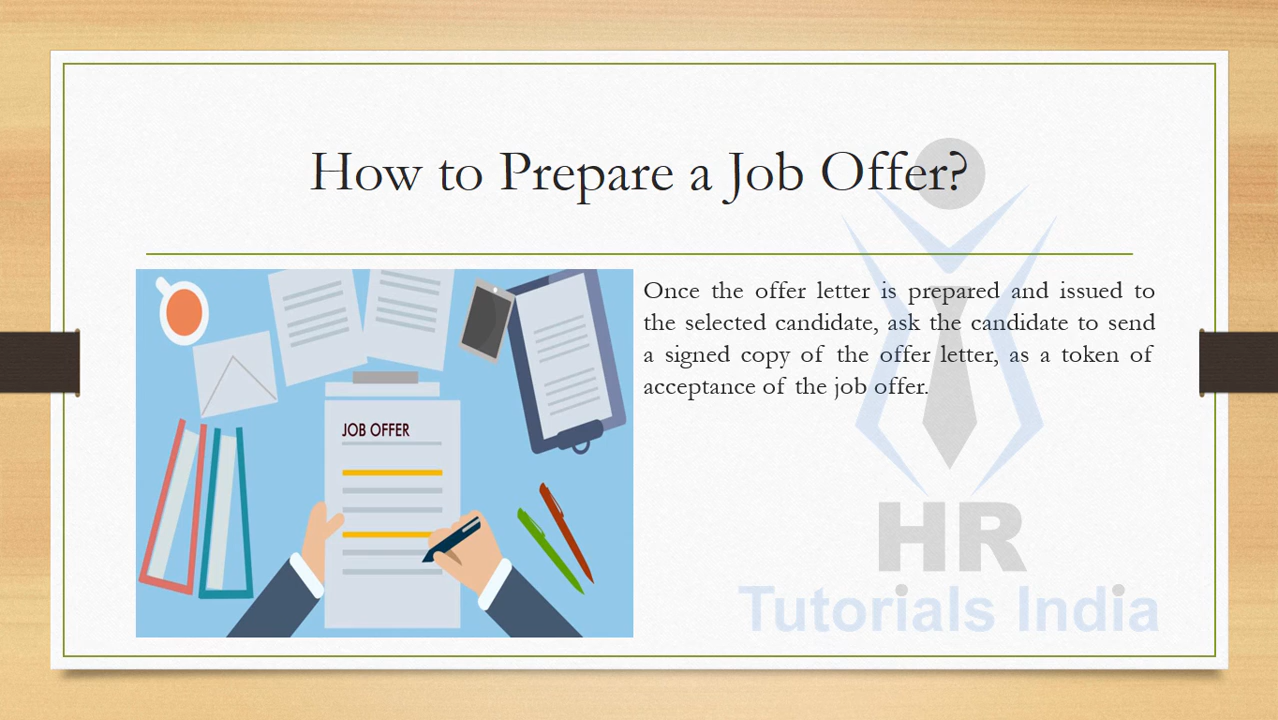 How to Prepare a Job Offer?
JOB OFFER
Once the offer letter is prepared and issued to
the selected candidate, ask the candidate to send
a signed copy of the offer letter, as a token of
acceptance of the job offer.
HR
Tutorials India